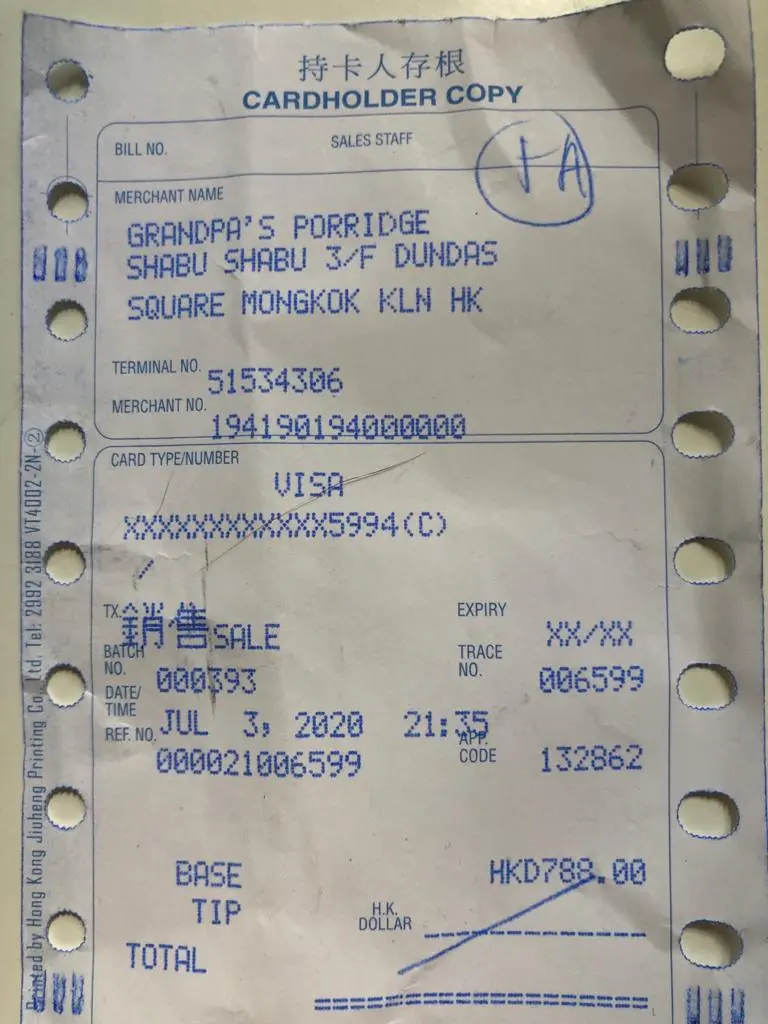 持卡人存根
CARDHOLDER COPY
BILL NO.
SALES STAFF
MERCHANT NAME
GRANDPA'S PORRIDGE
SHABU SHABU 3/F DUNDAS
SQUARE MONGKOK KLN HK
TERMINAL NO. 51534306
MERCHANT NO. 194190194000000
CARD TYPE/NUMBER
VISA
XXXXXXXXXXXX5994(C)
/
TX. 銷售SALE
EXPIRY XX/XX
BATCH NO. 000393
TRACE NO. 006599
DATE/TIME JUL 3, 2020 21:35
REF. NO. 000021006599
APP. CODE 132862
BASE HKD788.00
TIP
H.K. DOLLAR
TOTAL
Printed by Hong Kong Jiuheng Printing Co., Ltd. Tel: 2992 3188 VT4002-2N-②